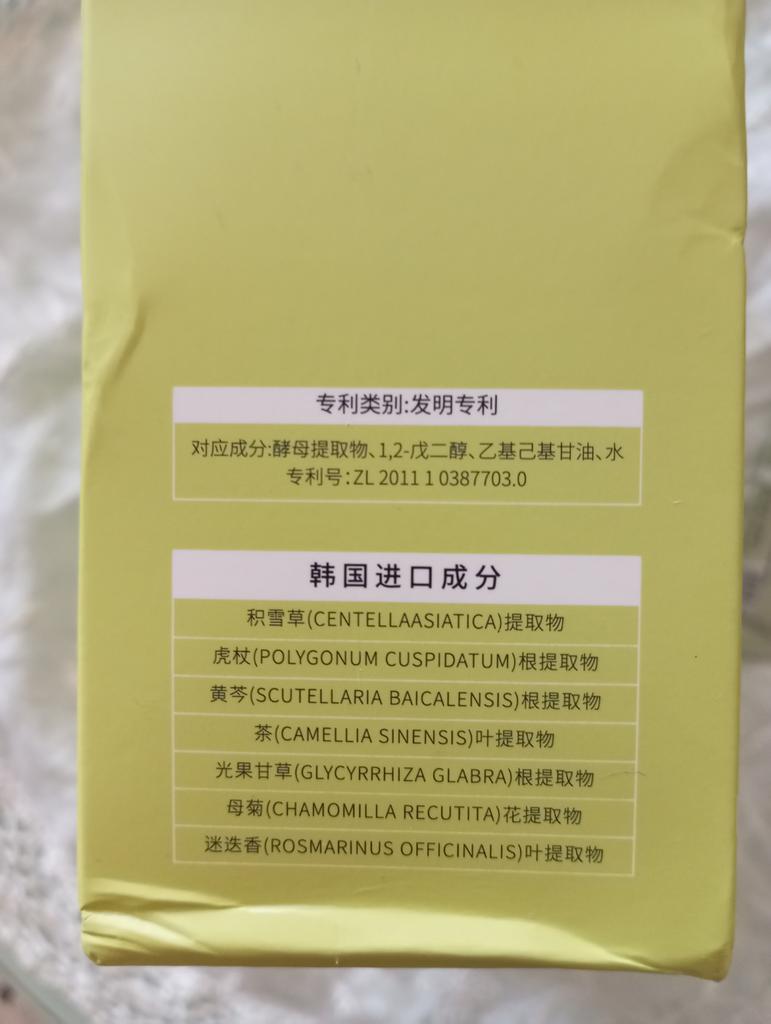 专利类别:发明专利
对应成分:酵母提取物、1,2-戊二醇、乙基己基甘油、水
专利号:ZL 2011 1 0387703.0
韩国进口成分
积雪草(CENTELLAASIATICA)提取物
虎杖(POLYGONUM CUSPIDATUM)根提取物
黄芩(SCUTELLARIA BAICALENSIS)根提取物
茶(CAMELLIA SINENSIS)叶提取物
光果甘草(GLYCYRRHIZA GLABRA)根提取物
母菊(CHAMOMILLA RECUTITA)花提取物
迷迭香(ROSMARINUS OFFICINALIS)叶提取物